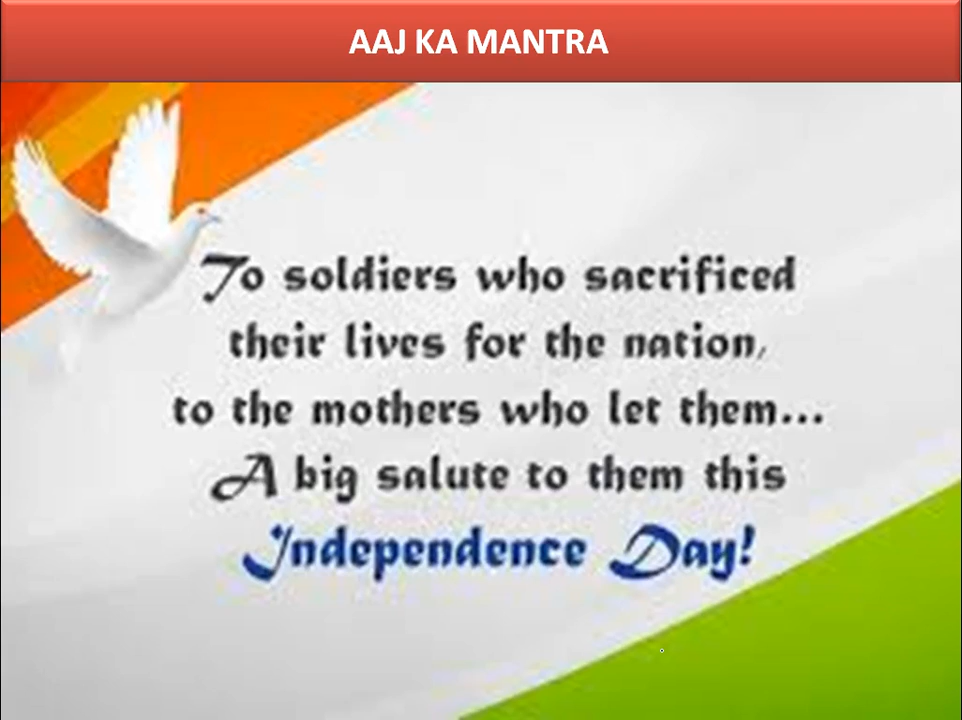 AAJ KA MANTRA
To soldiers who sacrificed
their lives for the nation,
to the mothers who let them...
A big salute to them this
Independence Day!